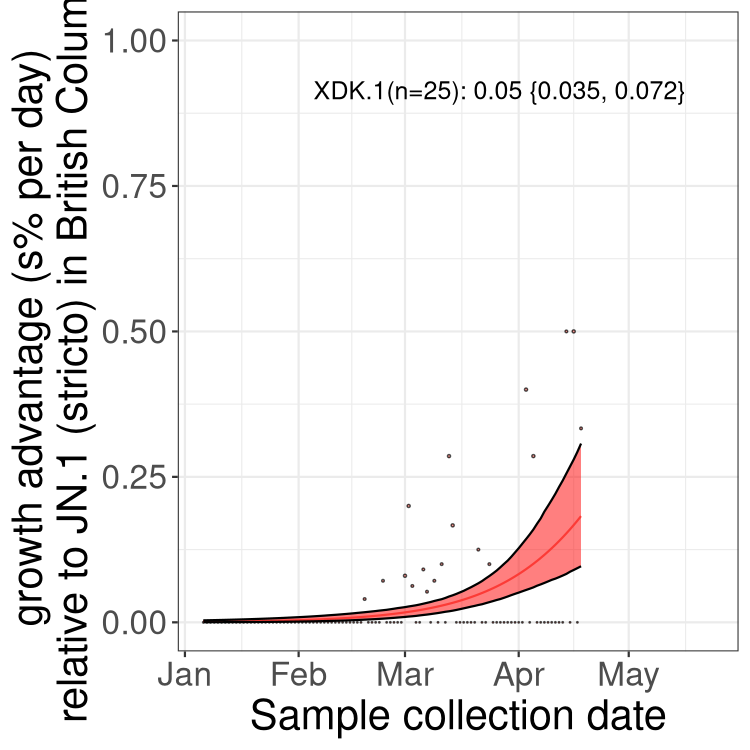 growth advantage (s% per day)
relative to JN.1 (stricto) in British Colum
1.00
0.75
0.50
0.25
0.00
XDK.1(n=25): 0.05 {0.035, 0.072}
Jan Feb Mar Apr May
Sample collection date